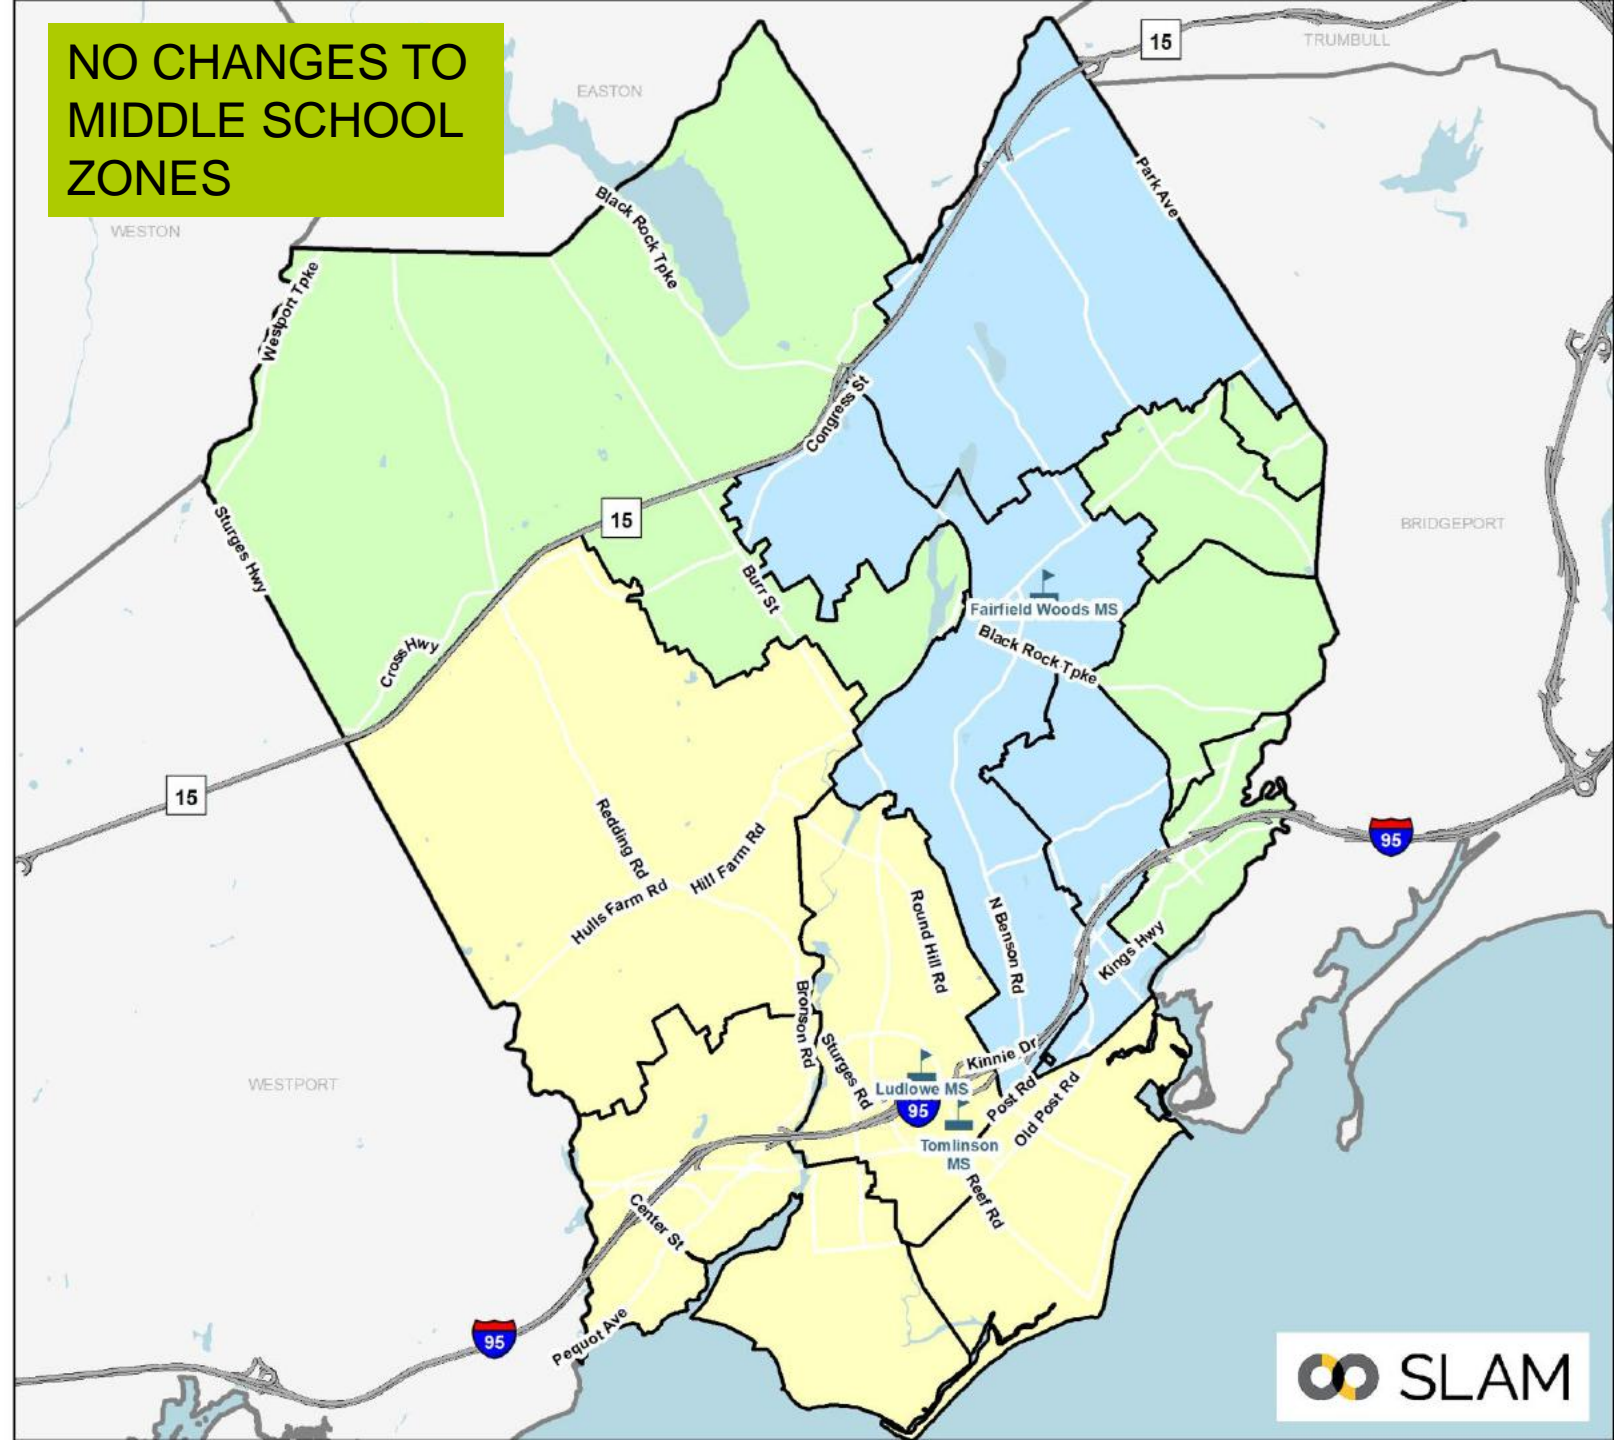 NO CHANGES TO
MIDDLE SCHOOL
ZONES
15
TRUMBULL
EASTON
WESTON
Park Ave
Black Rock Tpke
Westport Tpke
Congress St
15
BRIDGEPORT
Sturges Hwy
Burr St
Fairfield Woods MS
Black Rock Tpke
Cross Hwy
15
95
Redding Rd
Hill Farm Rd
Hulls Farm Rd
Round Hill Rd
N Benson Rd
Kings Hwy
Bronson Rd
Sturges Rd
Kinnie Dr
WESTPORT
Ludlowe MS
95
Post Rd
Old Post Rd
Tomlinson
MS
Reef Rd
Center St
95
Pequot Ave
SLAM